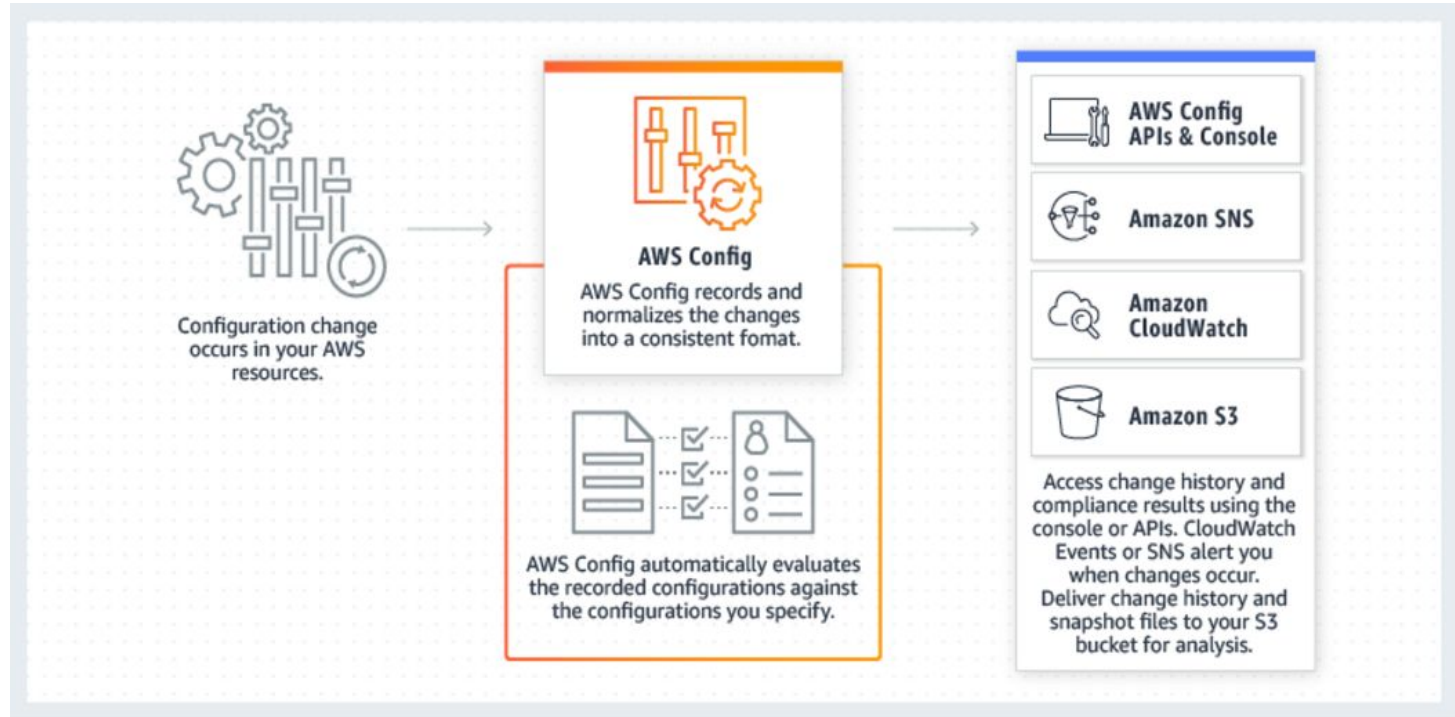 Configuration change
occurs in your AWS
resources.
AWS Config
AWS Config records and
normalizes the changes
into a consistent fomat.
AWS Config automatically evaluates
the recorded configurations against
the configurations you specify.
AWS Config
APIs & Console
Amazon SNS
Amazon
CloudWatch
Amazon S3
Access change history and
compliance results using the
console or APIs. CloudWatch
Events or SNS alert you
when changes occur.
Deliver change history and
snapshot files to your S3
bucket for analysis.